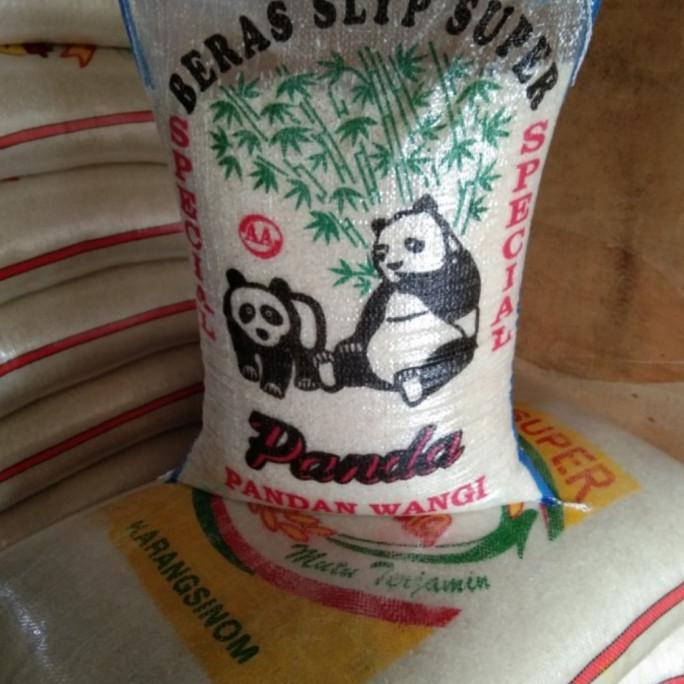 BERAS SLYP SUPER
SPECIAL
SPECIAL
AA
Panda
PANDAN WANGI
SUPER
Mutu Terjamin
KARANGSINOM